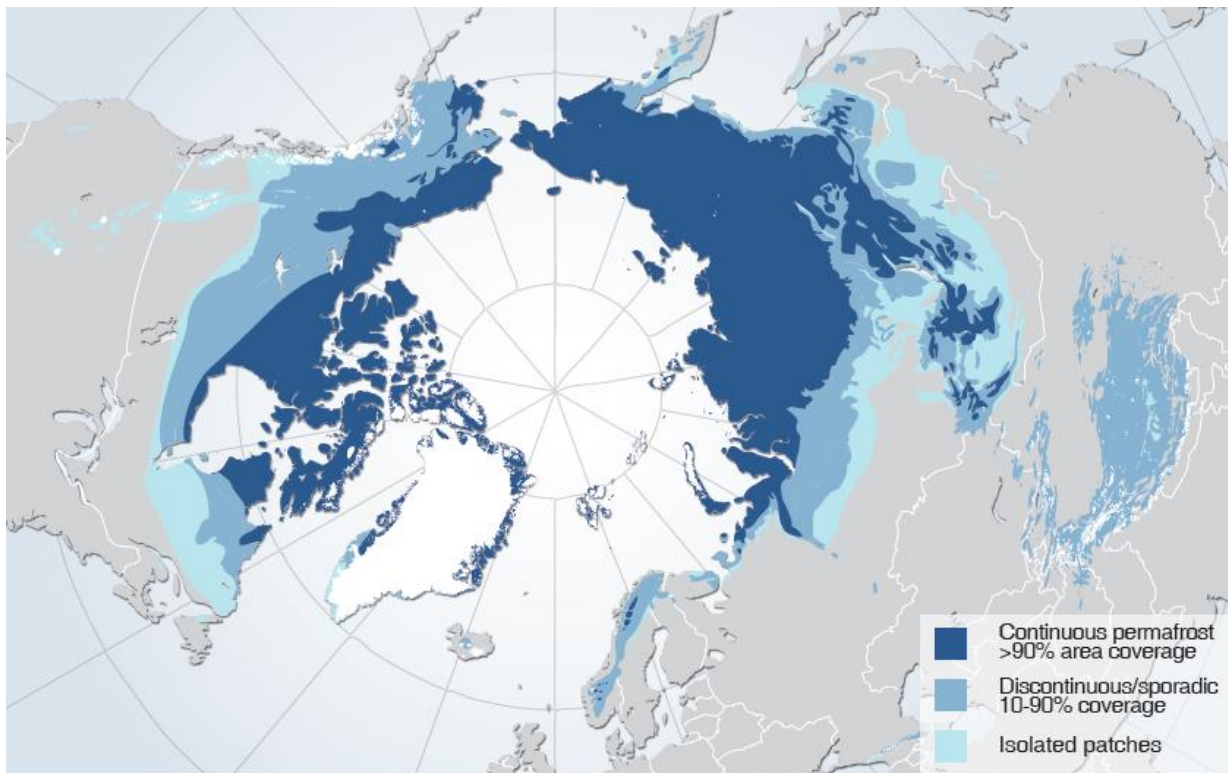 Continuous permafrost
>90% area coverage
Discontinuous/sporadic
10-90% coverage
Isolated patches